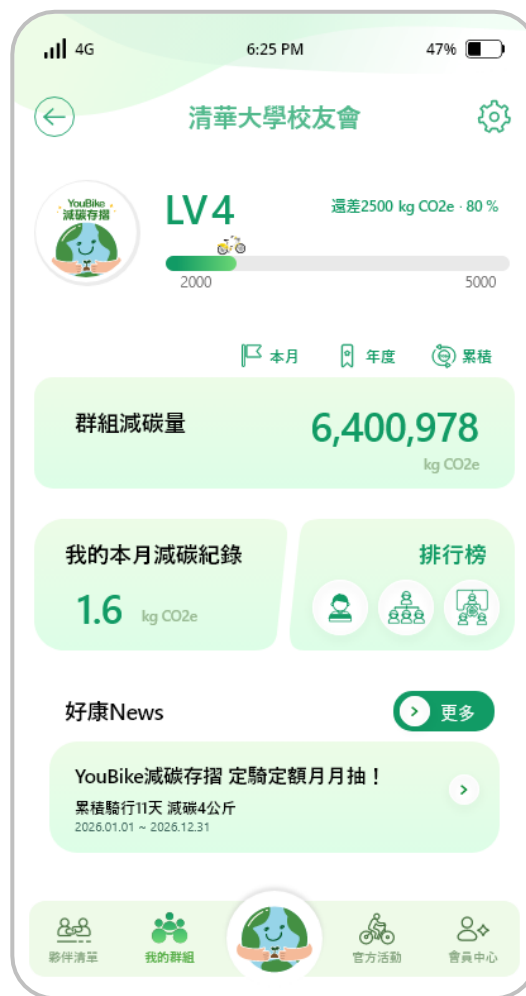 4G 6:25 PM 47%
清華大學校友會
YouBike
減碳存摺
LV4
還差2500 kg CO2e · 80 %
2000 5000
本月 年度 累積
群組減碳量 6,400,978
kg CO2e
我的本月減碳紀錄
1.6 kg CO2e
排行榜
好康News
更多
YouBike減碳存摺 定騎定額月月抽！
累積騎行11天 減碳4公斤
2026.01.01 ~ 2026.12.31
夥伴清單 我的群組 官方活動 會員中心